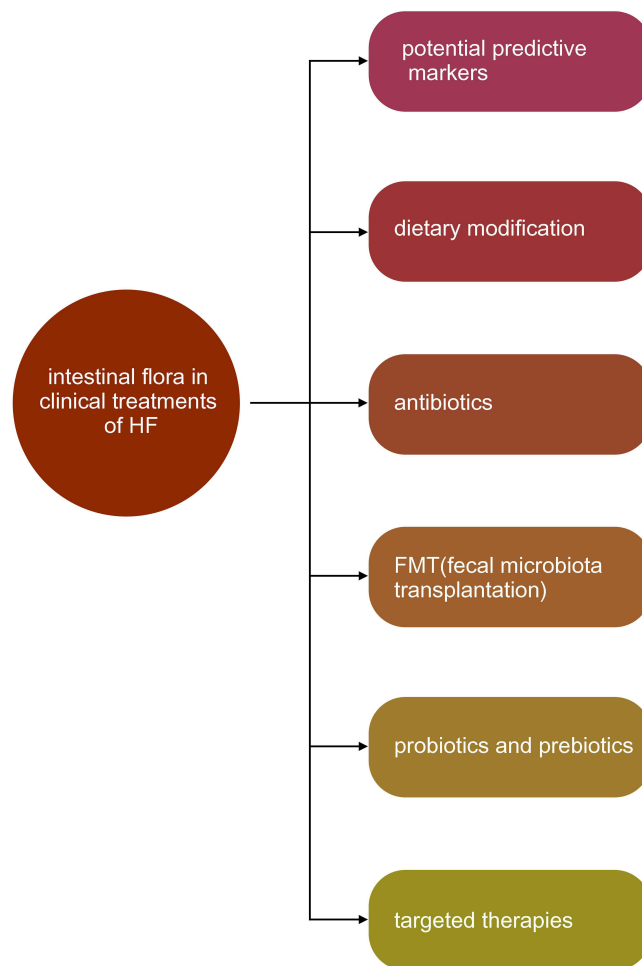 potential predictive
markers
dietary modification
intestinal flora in
clinical treatments
of HF
antibiotics
FMT(fecal microbiota
transplantation)
probiotics and prebiotics
targeted therapies